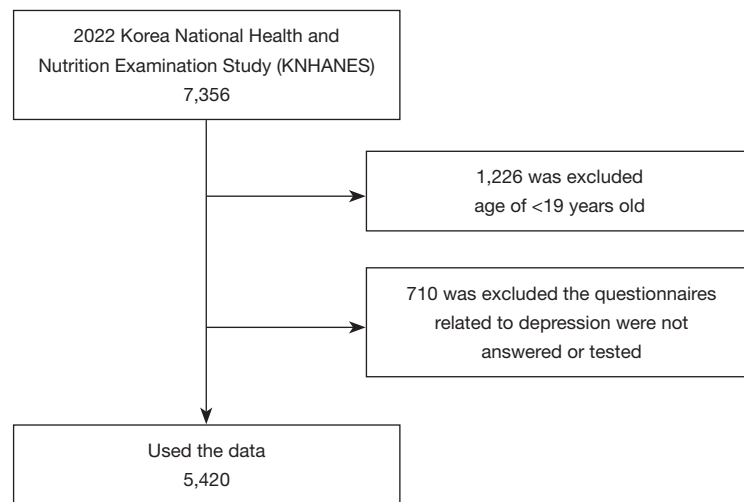 2022 Korea National Health and
Nutrition Examination Study (KNHANES)
7,356
1,226 was excluded
age of <19 years old
710 was excluded the questionnaires
related to depression were not
answered or tested
Used the data
5,420